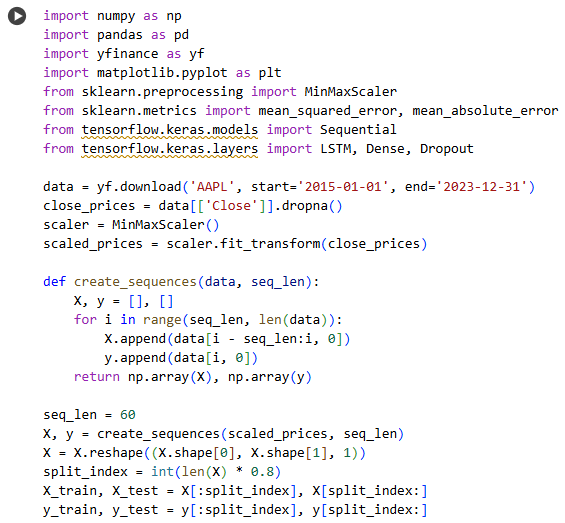 import numpy as np
import pandas as pd
import yfinance as yf
import matplotlib.pyplot as plt
from sklearn.preprocessing import MinMaxScaler
from sklearn.metrics import mean_squared_error, mean_absolute_error
from tensorflow.keras.models import Sequential
from tensorflow.keras.layers import LSTM, Dense, Dropout

data = yf.download('AAPL', start='2015-01-01', end='2023-12-31')
close_prices = data[['Close']].dropna()
scaler = MinMaxScaler()
scaled_prices = scaler.fit_transform(close_prices)

def create_sequences(data, seq_len):
    X, y = [], []
    for i in range(seq_len, len(data)):
        X.append(data[i - seq_len:i, 0])
        y.append(data[i, 0])
    return np.array(X), np.array(y)

seq_len = 60
X, y = create_sequences(scaled_prices, seq_len)
X = X.reshape((X.shape[0], X.shape[1], 1))
split_index = int(len(X) * 0.8)
X_train, X_test = X[:split_index], X[split_index:]
y_train, y_test = y[:split_index], y[split_index:]